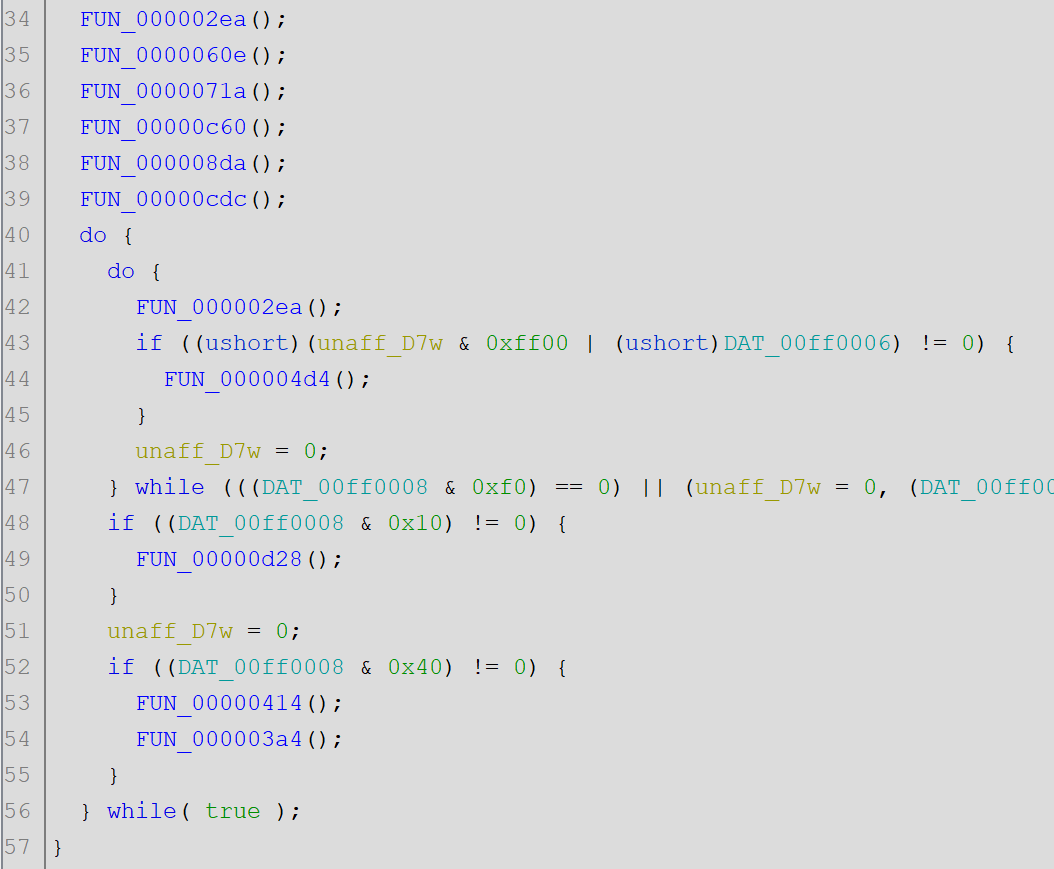 34 FUN_000002ea();
35 FUN_0000060e();
36 FUN_0000071a();
37 FUN_00000c60();
38 FUN_000008da();
39 FUN_00000cdc();
40 do {
41 do {
42 FUN_000002ea();
43 if ((ushort)(unaff_D7w & 0xff00 | (ushort)DAT_00ff0006) != 0) {
44 FUN_000004d4();
45 }
46 unaff_D7w = 0;
47 } while (((DAT_00ff0008 & 0xf0) == 0) || (unaff_D7w = 0, (DAT_00ff00
48 if ((DAT_00ff0008 & 0x10) != 0) {
49 FUN_00000d28();
50 }
51 unaff_D7w = 0;
52 if ((DAT_00ff0008 & 0x40) != 0) {
53 FUN_00000414();
54 FUN_000003a4();
55 }
56 } while( true );
57 }